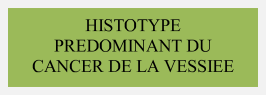 HISTOTYPE
PREDOMINANT DU
CANCER DE LA VESSIEE